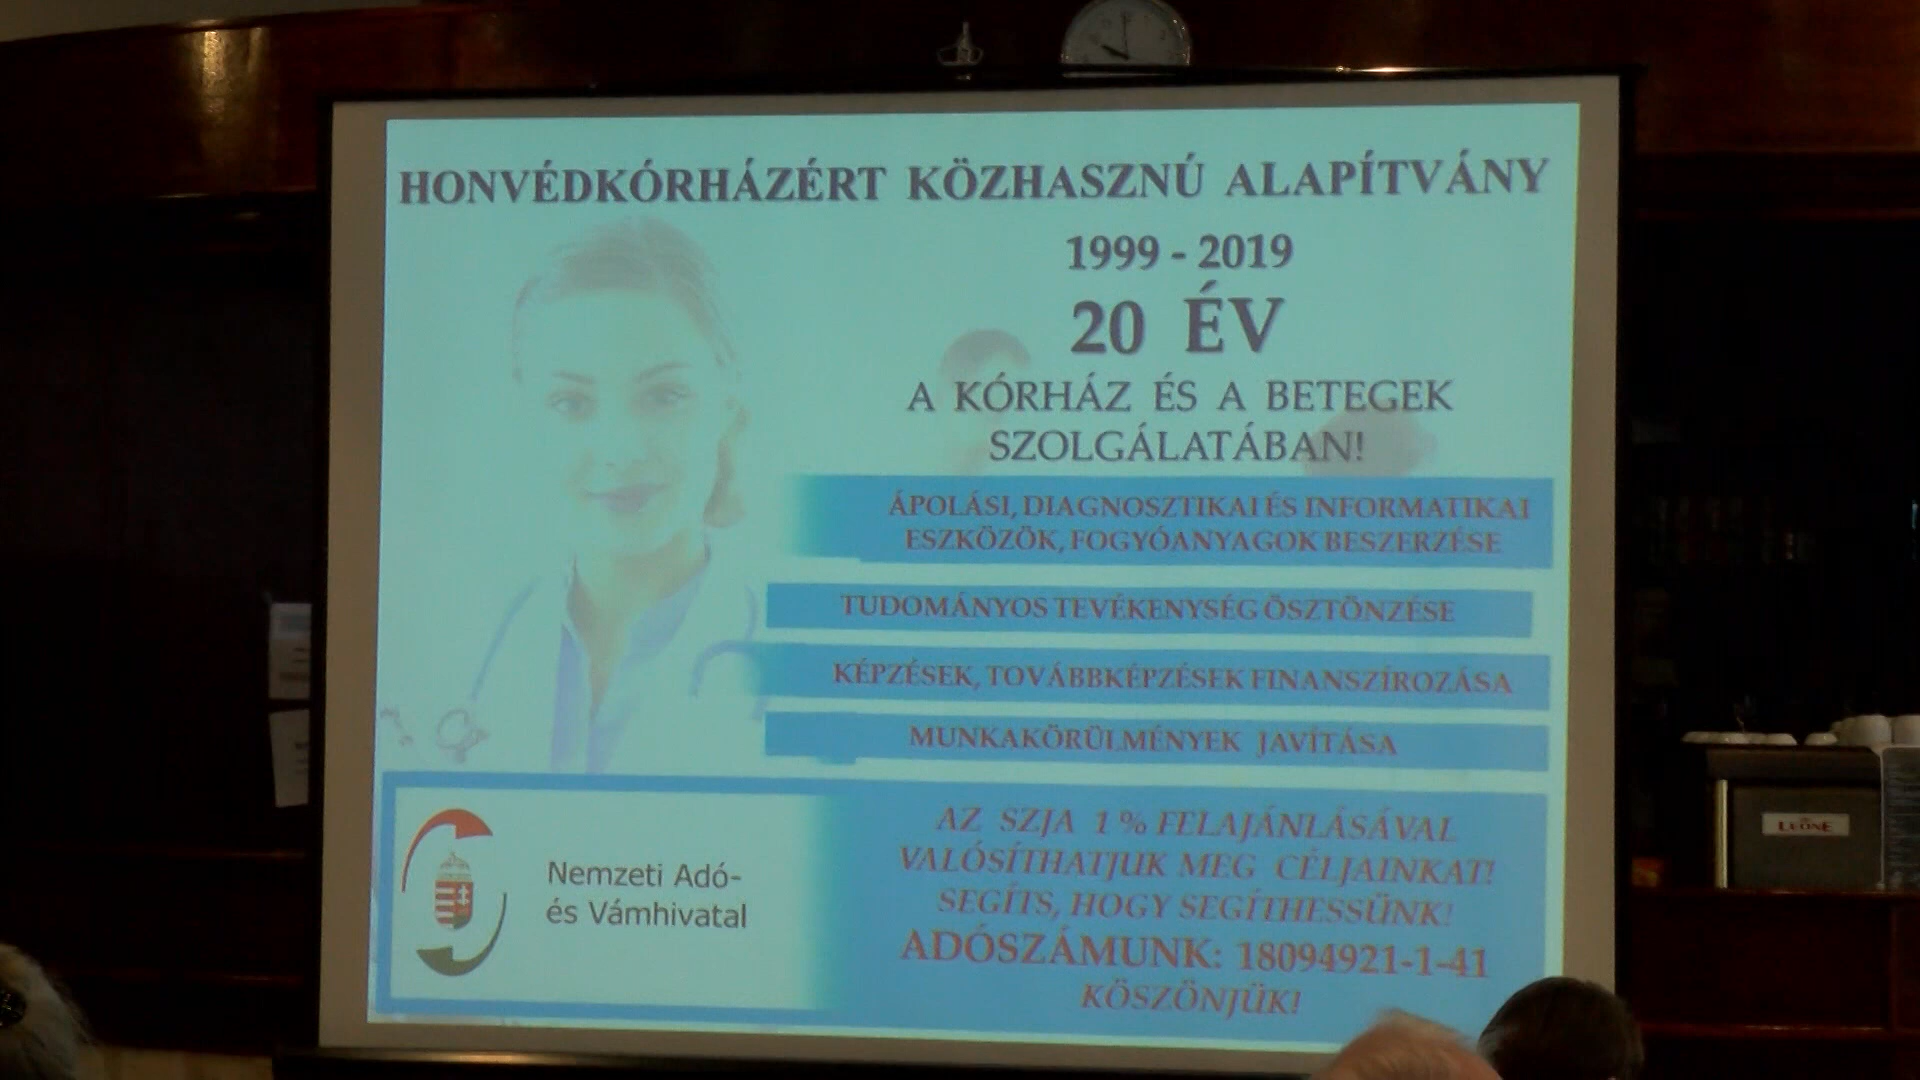 HONVÉDKÓRHÁZÉRT KÖZHASZNÚ ALAPÍTVÁNY
1999 - 2019
20 ÉV
A KÓRHÁZ ÉS A BETEGEK
SZOLGÁLATÁBAN!
ÁPOLÁSI, DIAGNOSZTIKAI ÉS INFORMATIKAI
ESZKÖZÖK, FOGYÓANYAGOK BESZERZÉSE
TUDOMÁNYOS TEVÉKENYSÉG ÖSZTÖNZÉSE
KÉPZÉSEK, TOVÁBBKÉPZÉSEK FINANSZÍROZÁSA
MUNKAKÖRÜLMÉNYEK JAVÍTÁSA
Nemzeti Adó-
és Vámhivatal
AZ SZJA 1 % FELAJÁNLÁSÁVAL
VALÓSÍTHATJUK MEG CÉLJAINKAT!
SEGÍTS, HOGY SEGÍTHESSÜNK!
ADÓSZÁMUNK: 18094921-1-41
KÖSZÖNJÜK!